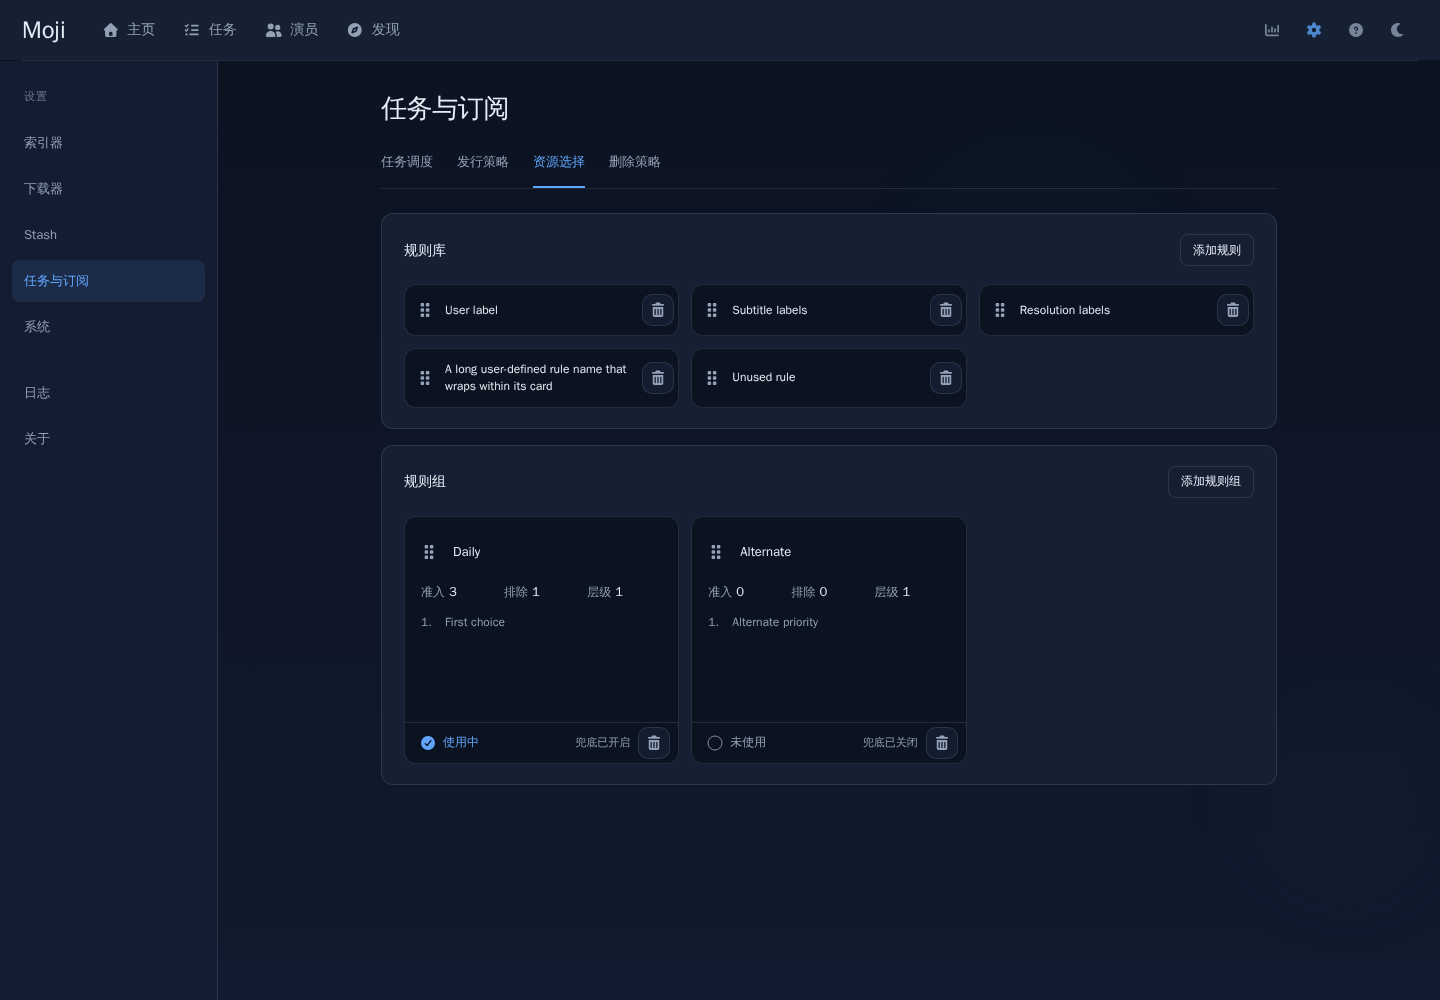 Moji
主页
任务
演员
发现
设置
索引器
下载器
Stash
任务与订阅
系统
日志
关于
任务与订阅
任务调度
发行策略
资源选择
删除策略
规则库
添加规则
User label
Subtitle labels
Resolution labels
A long user-defined rule name that
wraps within its card
Unused rule
规则组
添加规则组
Daily
准入 3
排除 1
层级 1
1. First choice
使用中
兜底已开启
Alternate
准入 0
排除 0
层级 1
1. Alternate priority
未使用
兜底已关闭